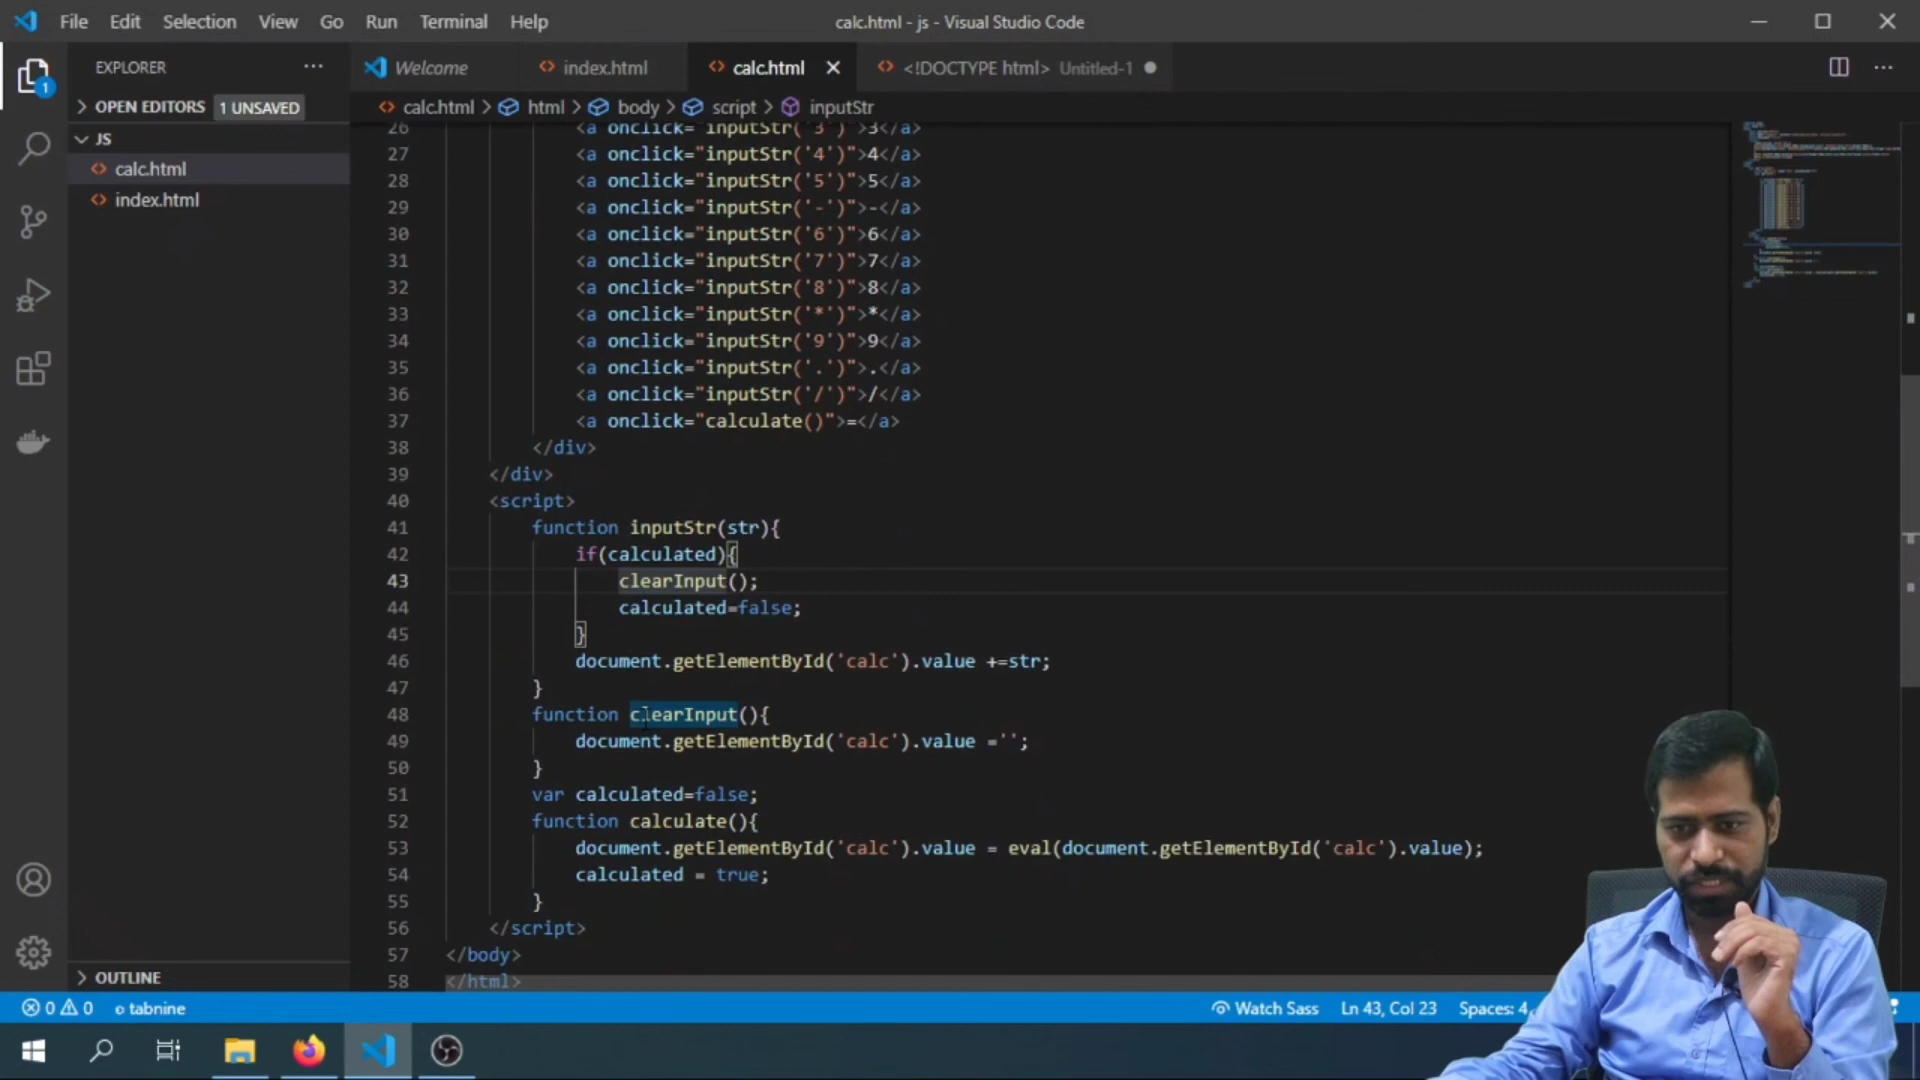 File Edit Selection View Go Run Terminal Help calc.html - js - Visual Studio Code
EXPLORER ··· Welcome index.html calc.html <!DOCTYPE html> Untitled-1
OPEN EDITORS 1 UNSAVED
calc.html > html > body > script > inputStr
JS
calc.html
index.html
1
26 <a onclick="inputStr('3')">3</a>
27 <a onclick="inputStr('4')">4</a>
28 <a onclick="inputStr('5')">5</a>
29 <a onclick="inputStr('-')">-</a>
30 <a onclick="inputStr('6')">6</a>
31 <a onclick="inputStr('7')">7</a>
32 <a onclick="inputStr('8')">8</a>
33 <a onclick="inputStr('*')">*</a>
34 <a onclick="inputStr('9')">9</a>
35 <a onclick="inputStr('.')">.</a>
36 <a onclick="inputStr('/')">/</a>
37 <a onclick="calculate()">=</a>
38 </div>
39 </div>
40 <script>
41 function inputStr(str){
42 if(calculated){
43 clearInput();
44 calculated=false;
45 }
46 document.getElementById('calc').value +=str;
47 }
48 function clearInput(){
49 document.getElementById('calc').value ='';
50 }
51 var calculated=false;
52 function calculate(){
53 document.getElementById('calc').value = eval(document.getElementById('calc').value);
54 calculated = true;
55 }
56 </script>
57 </body>
58 </html>
OUTLINE
0 0 tabnine Watch Sass Ln 43, Col 23 Spaces: 4